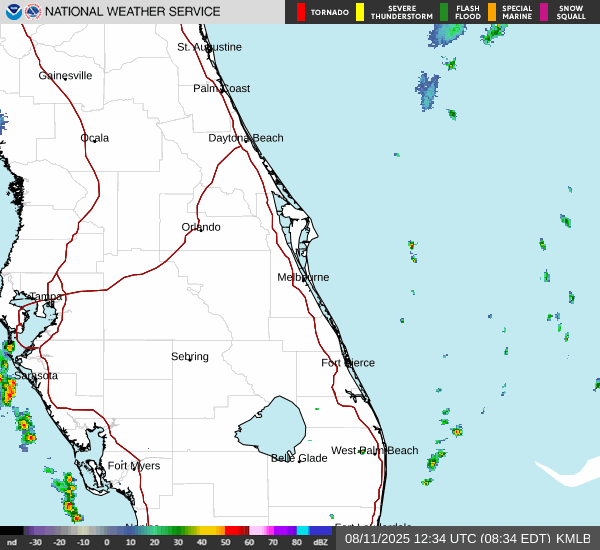 NATIONAL WEATHER SERVICE
TORNADO
SEVERE
THUNDERSTORM
FLASH
FLOOD
SPECIAL
MARINE
SNOW
SQUALL
St. Augustine
Gainesville
Palm Coast
Ocala
Daytona Beach
Orlando
Melbourne
Tampa
Sebring
Fort Pierce
Sarasota
West Palm Beach
Belle Glade
Fort Myers
nd -30 -20 -10 0 10 20 30 40 50 60 70 80 dBZ
08/11/2025 12:34 UTC (08:34 EDT) KMLB